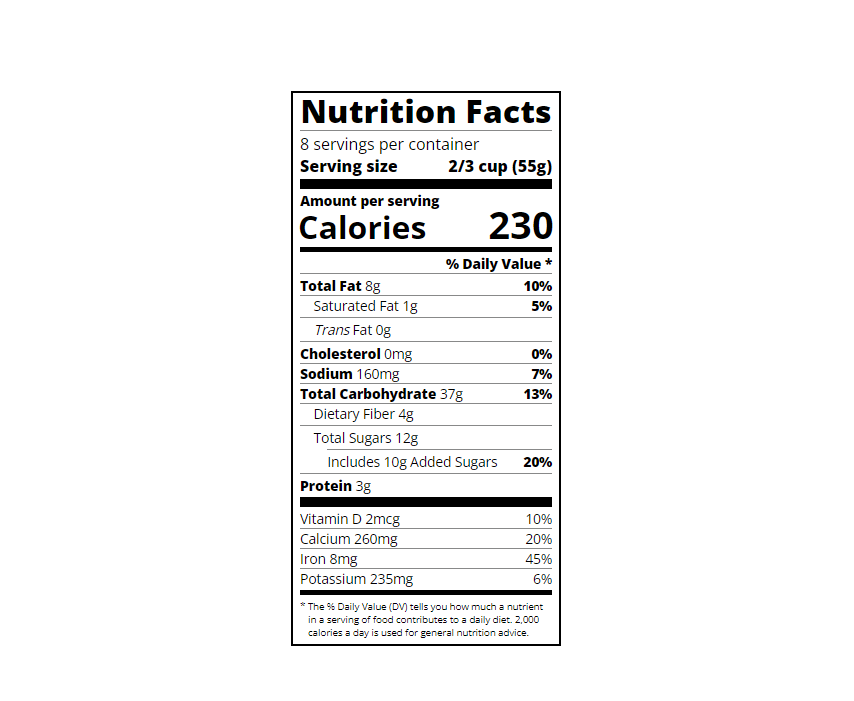 Nutrition Facts
8 servings per container
Serving size 2/3 cup (55g)
Amount per serving
Calories 230
% Daily Value *
Total Fat 8g 10%
Saturated Fat 1g 5%
Trans Fat 0g
Cholesterol 0mg 0%
Sodium 160mg 7%
Total Carbohydrate 37g 13%
Dietary Fiber 4g
Total Sugars 12g
Includes 10g Added Sugars 20%
Protein 3g
Vitamin D 2mcg 10%
Calcium 260mg 20%
Iron 8mg 45%
Potassium 235mg 6%
* The % Daily Value (DV) tells you how much a nutrient
in a serving of food contributes to a daily diet. 2,000
calories a day is used for general nutrition advice.